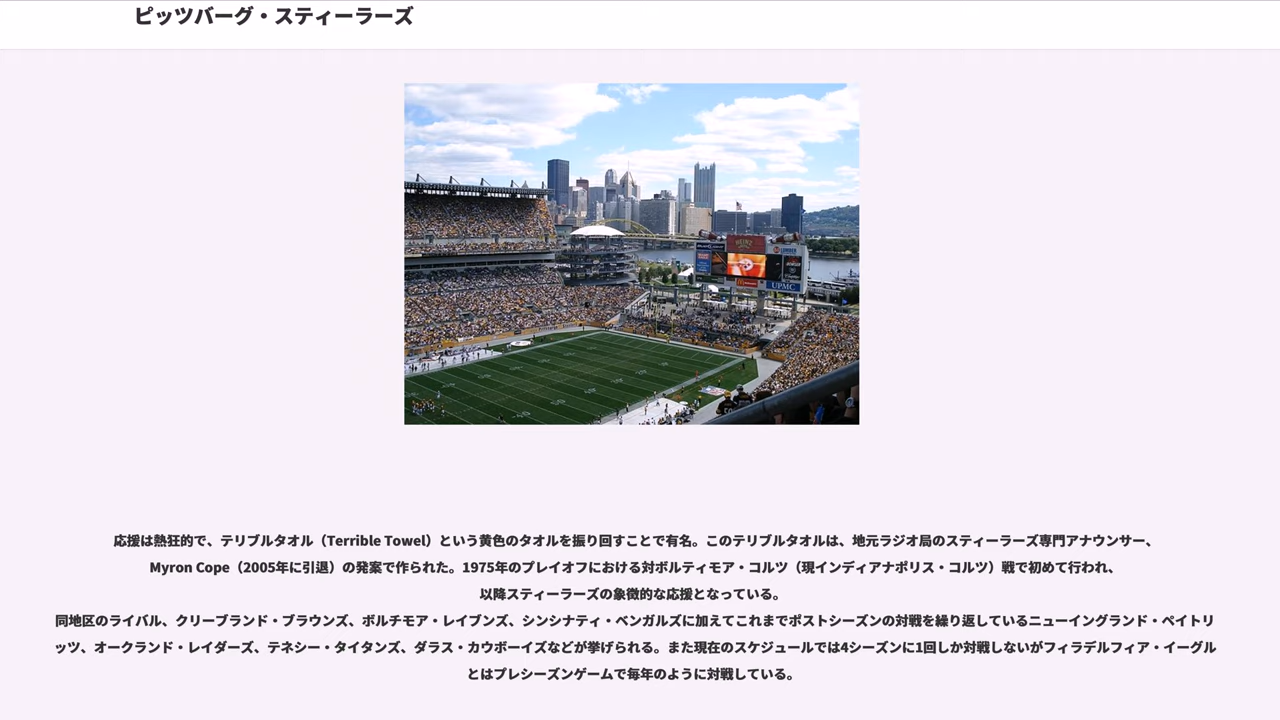 ピッツバーグ・スティーラーズ
HEINZ
UPMC
応援は熱狂的で、テリブルタオル（Terrible Towel）という黄色のタオルを振り回すことで有名。このテリブルタオルは、地元ラジオ局のスティーラーズ専門アナウンサー、
Myron Cope（2005年に引退）の発案で作られた。1975年のプレイオフにおける対ボルティモア・コルツ（現インディアナポリス・コルツ）戦で初めて行われ、
以降スティーラーズの象徴的な応援となっている。
同地区のライバル、クリーブランド・ブラウンズ、ボルチモア・レイブンズ、シンシナティ・ベンガルズに加えてこれまでポストシーズンの対戦を繰り返しているニューイングランド・ペイトリ
ッツ、オークランド・レイダーズ、テネシー・タイタンズ、ダラス・カウボーイズなどが挙げられる。また現在のスケジュールでは4シーズンに1回しか対戦しないがフィラデルフィア・イーグル
とはプレシーズンゲームで毎年のように対戦している。